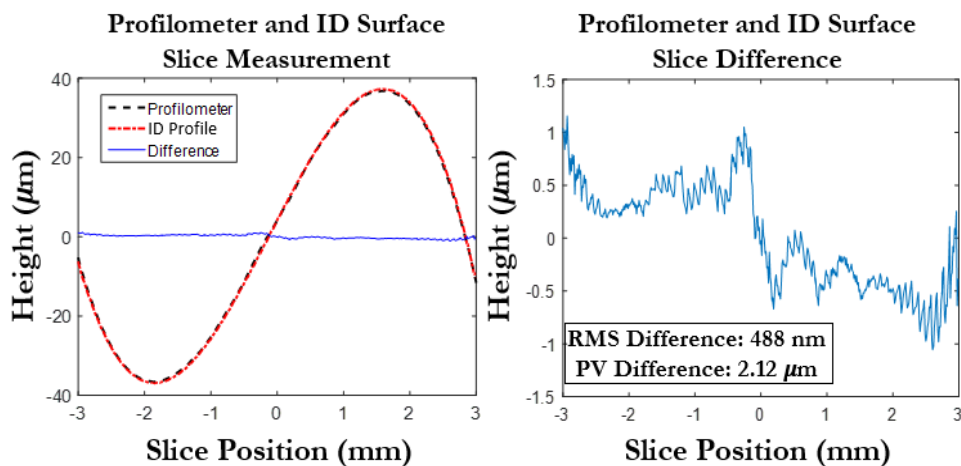 Profilometer and ID Surface
Slice Measurement
40
20
0
-20
-40
Height (μm)
Profilometer
ID Profile
Difference
-3
-2
-1
0
1
2
3
Slice Position (mm)
Profilometer and ID Surface
Slice Difference
1.5
1
0.5
0
-0.5
-1
-1.5
Height (μm)
RMS Difference: 488 nm
PV Difference: 2.12 μm
-3
-2
-1
0
1
2
3
Slice Position (mm)